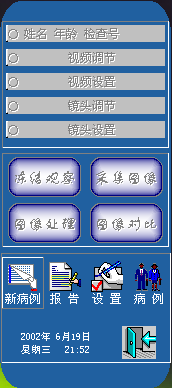 姓名 年龄 检查号
视频调节
视频设置
镜头调节
镜头设置
冻结观察 采集图像
图像处理 图像对比
新病例 报 告 设 置 病 例
2002年 6月19日
星期三 21:52